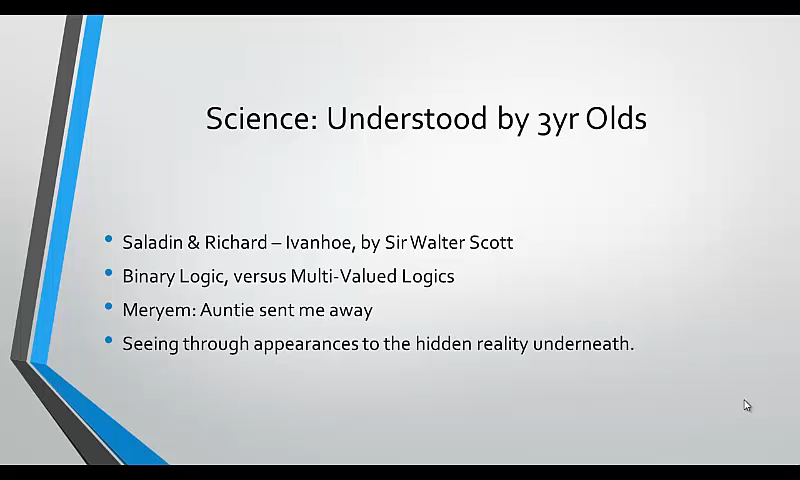 Science: Understood by 3yr Olds
Saladin & Richard – Ivanhoe, by Sir Walter Scott
Binary Logic, versus Multi-Valued Logics
Meryem: Auntie sent me away
Seeing through appearances to the hidden reality underneath.